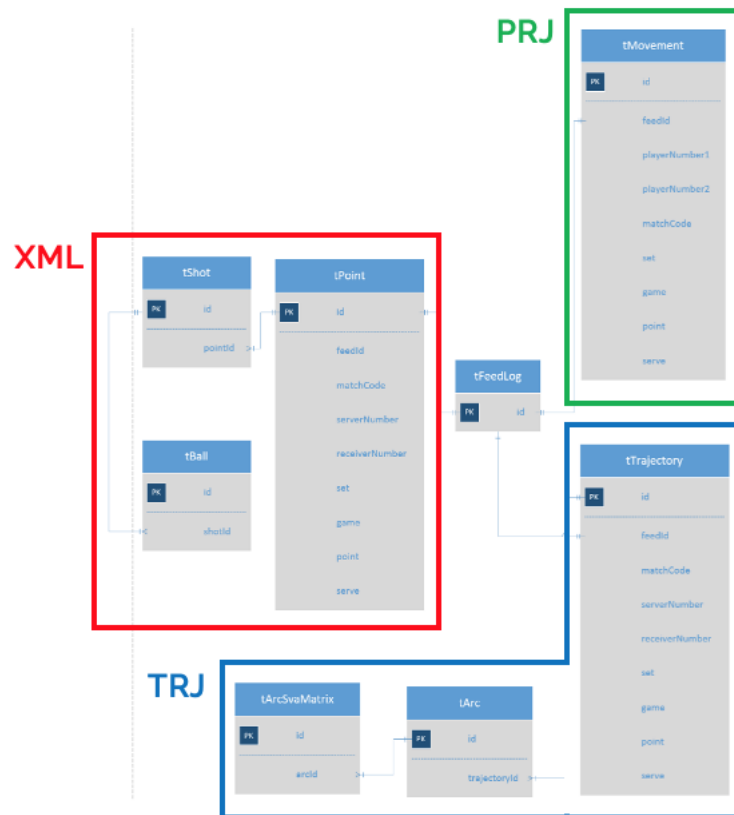 PRJ
tMovement
PK id
feedId
playerNumber1
playerNumber2
matchCode
set
game
point
serve
XML
tShot
PK id
pointId
tPoint
PK id
feedId
matchCode
serverNumber
receiverNumber
set
game
point
serve
tBall
PK id
shotId
tFeedLog
PK id
tTrajectory
PK id
feedId
matchCode
serverNumber
receiverNumber
set
game
point
serve
TRJ
tArcSvaMatrix
PK id
arcId
tArc
PK id
trajectoryId